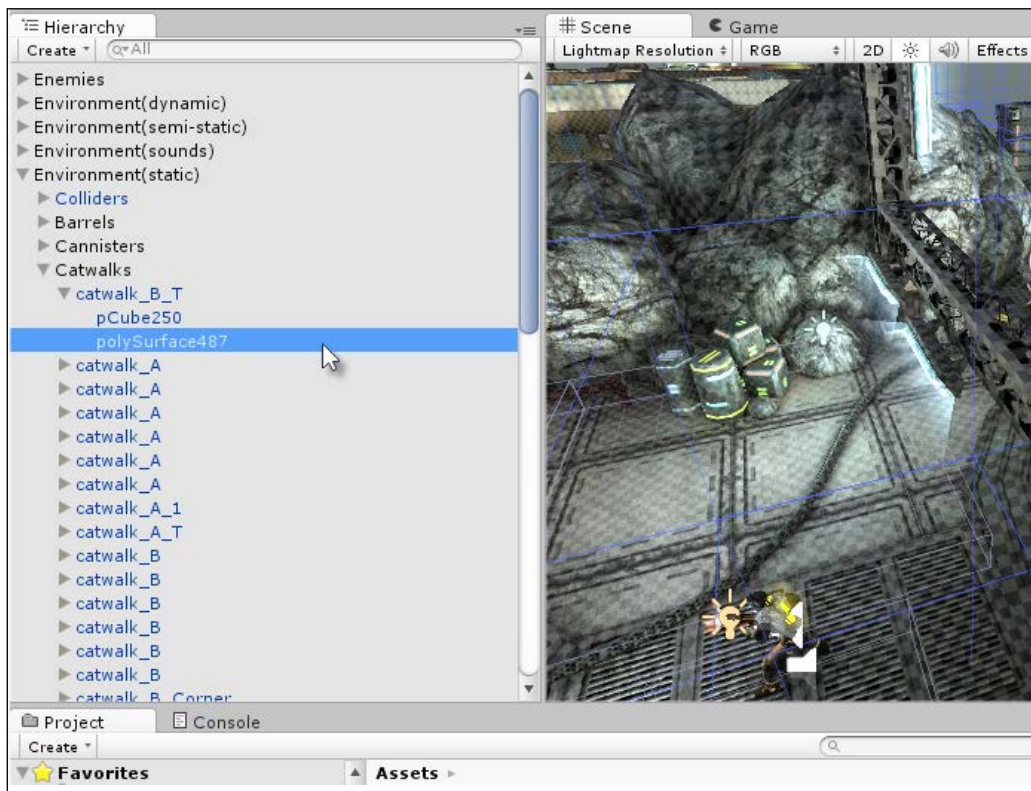 Hierarchy
Create
All
Enemies
Environment(dynamic)
Environment(semi-static)
Environment(sounds)
Environment(static)
Colliders
Barrels
Cannisters
Catwalks
catwalk_B_T
pCube250
polySurface487
catwalk_A
catwalk_A
catwalk_A
catwalk_A
catwalk_A
catwalk_A
catwalk_A_1
catwalk_A_T
catwalk_B
catwalk_B
catwalk_B
catwalk_B
catwalk_B
catwalk_B
catwalk_B_Corner
Scene Game
Lightmap Resolution RGB 2D Effects
Project Console
Create
Favorites
Assets